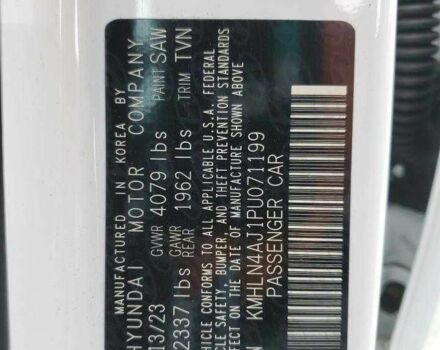 MANUFACTURED IN KOREA BY
HYUNDAI MOTOR COMPANY
13/23 GVWR 4079 lbs PAINT SAW
2337 lbs GAWR REAR 1962 lbs TRIM TVN
VEHICLE CONFORMS TO ALL APPLICABLE U.S.A. FEDERAL
VEHICLE SAFETY, BUMPER, AND THEFT PREVENTION STANDARDS
EFFECT ON THE DATE OF MANUFACTURE SHOWN ABOVE
KMHLN4AJ1PU071199
PASSENGER CAR